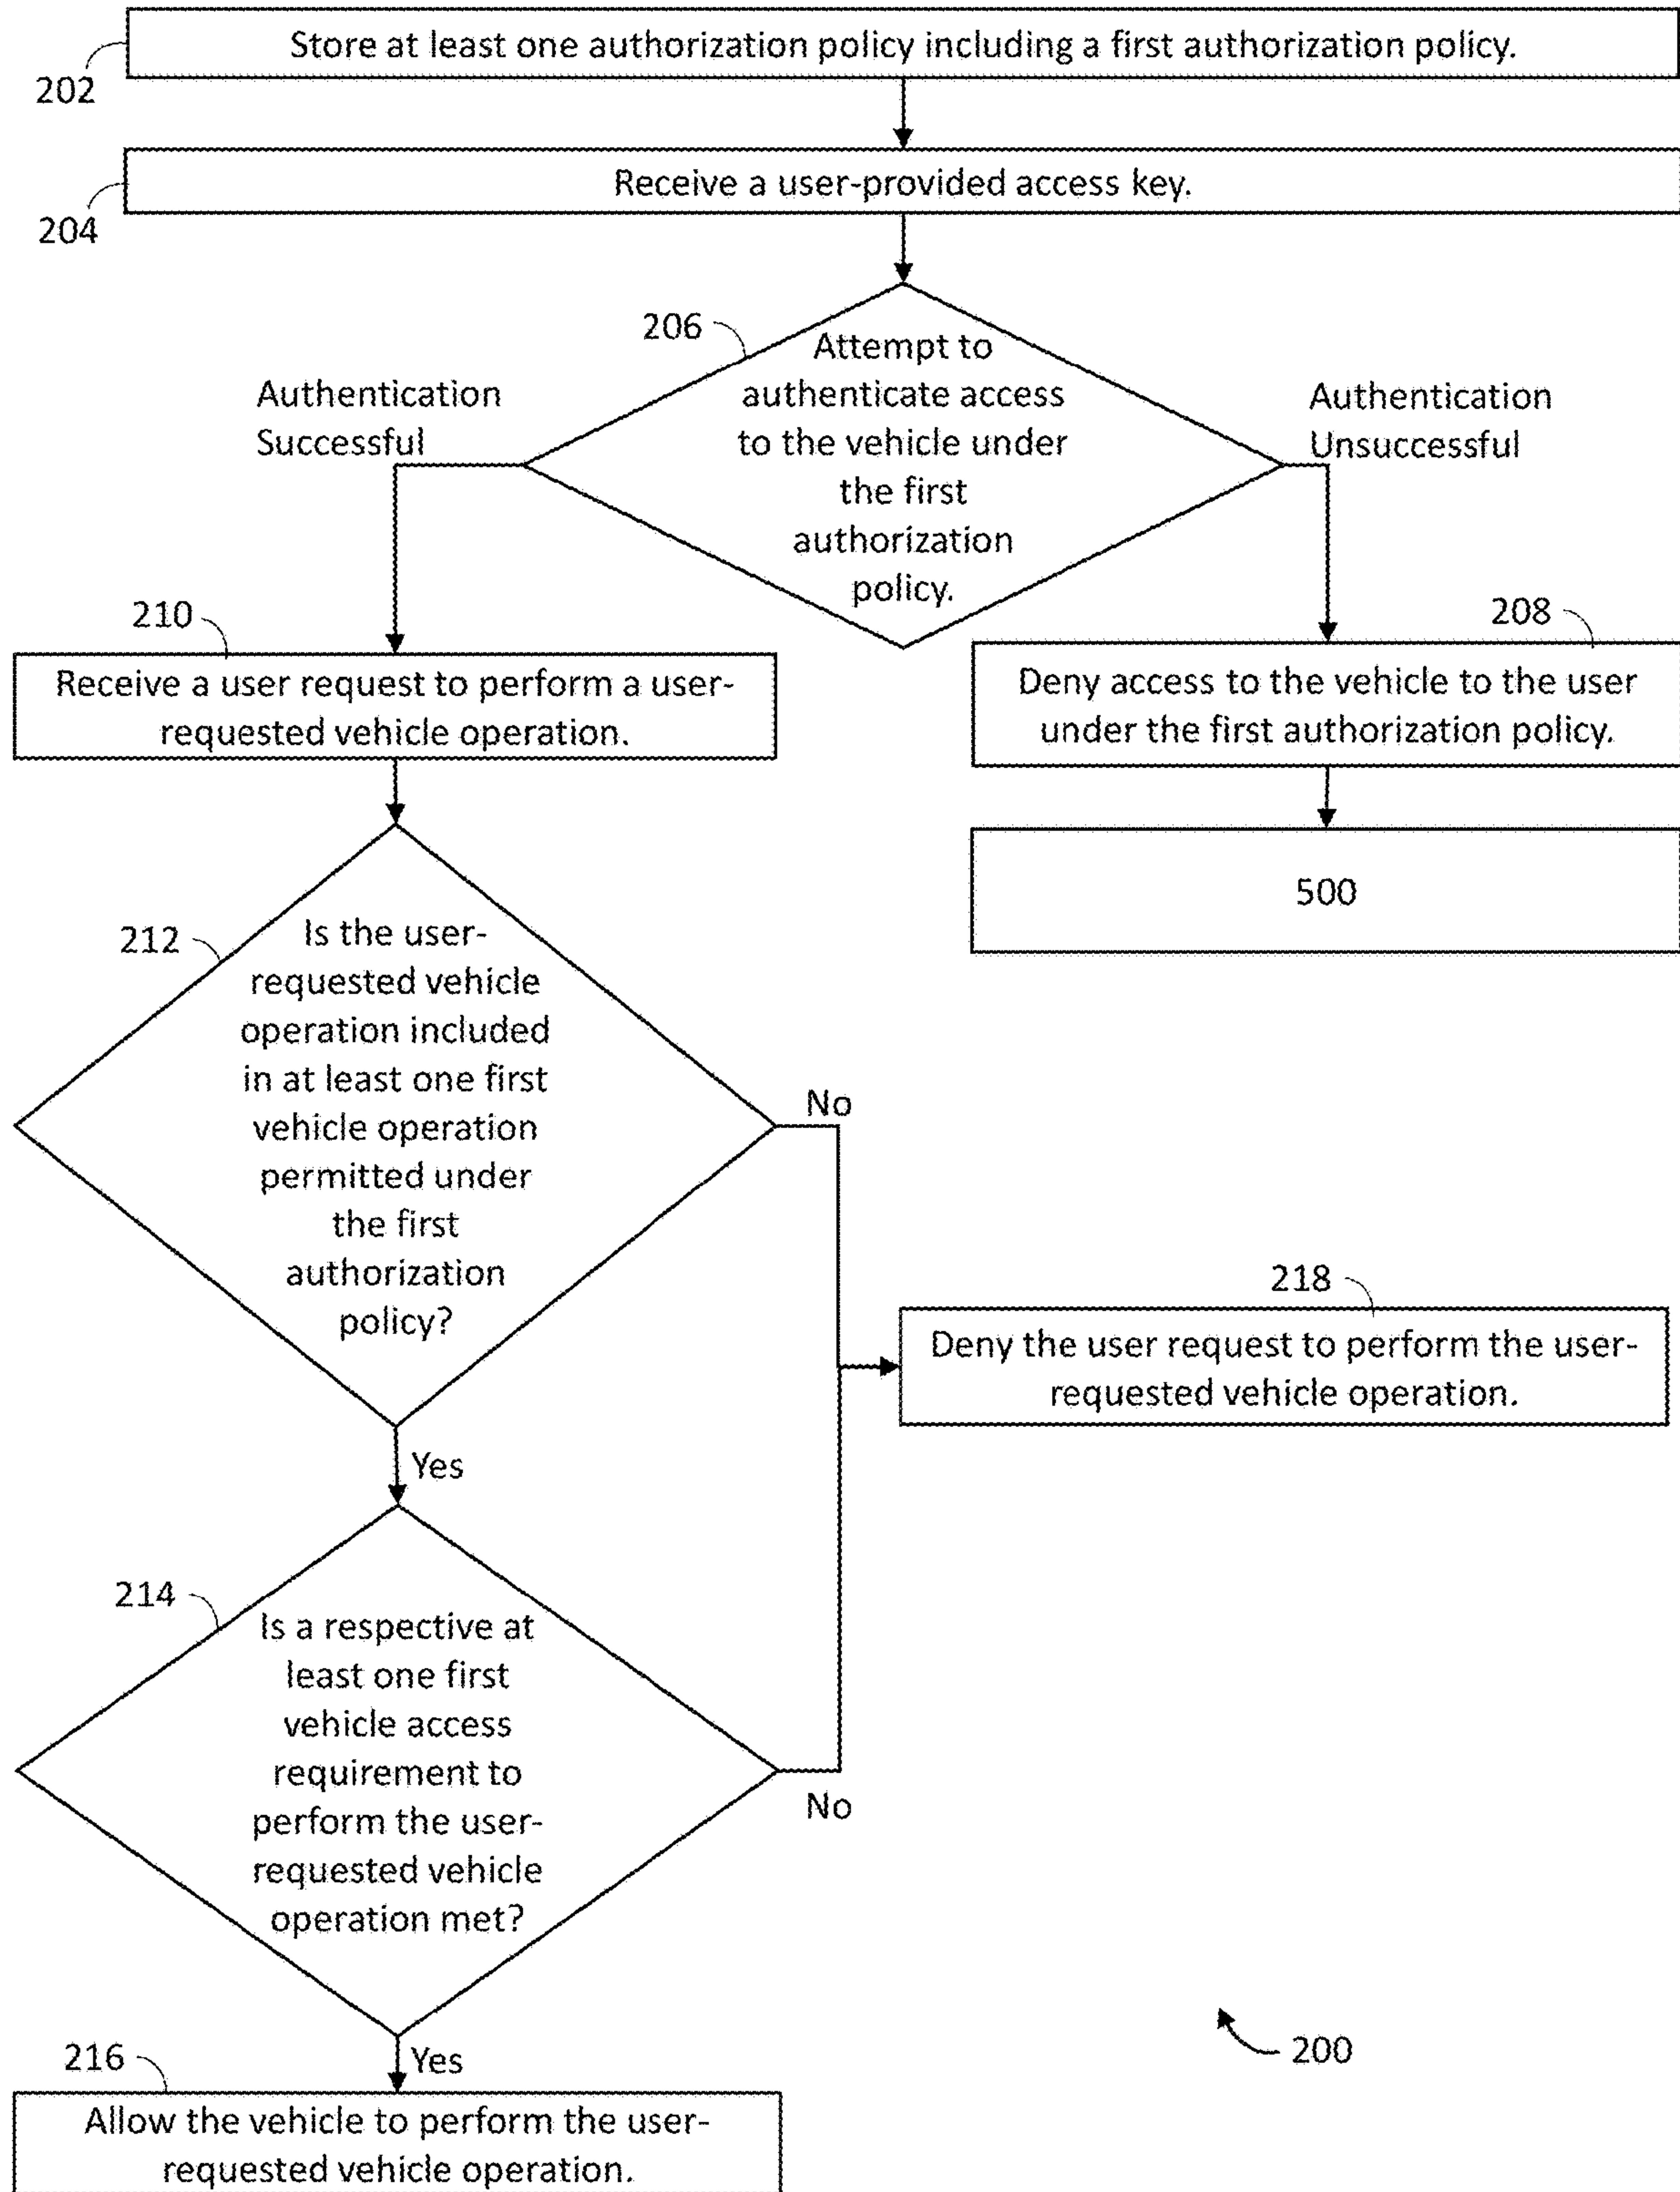 Store at least one authorization policy including a first authorization policy.
202
Receive a user-provided access key.
204
206
Attempt to
authenticate access
to the vehicle under
the first
authorization
policy.
Authentication
Successful
Authentication
Unsuccessful
210
Receive a user request to perform a user-
requested vehicle operation.
208
Deny access to the vehicle to the user
under the first authorization policy.
500
212
Is the user-
requested vehicle
operation included
in at least one first
vehicle operation
permitted under
the first
authorization
policy?
No
218
Deny the user request to perform the user-
requested vehicle operation.
Yes
214
Is a respective at
least one first
vehicle access
requirement to
perform the user-
requested vehicle
operation met?
No
Yes
200
216
Allow the vehicle to perform the user-
requested vehicle operation.